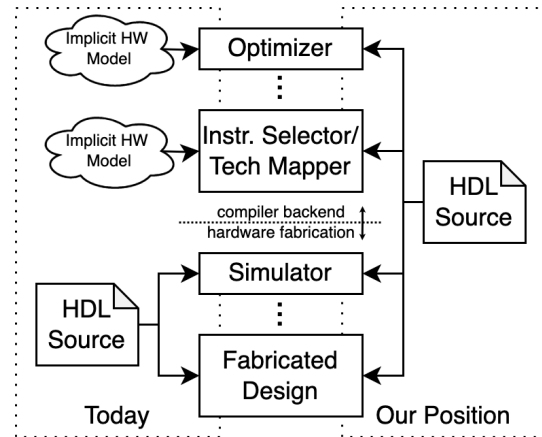 Implicit HW
Model
Optimizer
Implicit HW
Model
Instr. Selector/
Tech Mapper
HDL
Source
compiler backend
hardware fabrication
Simulator
HDL
Source
Fabricated
Design
Today
Our Position